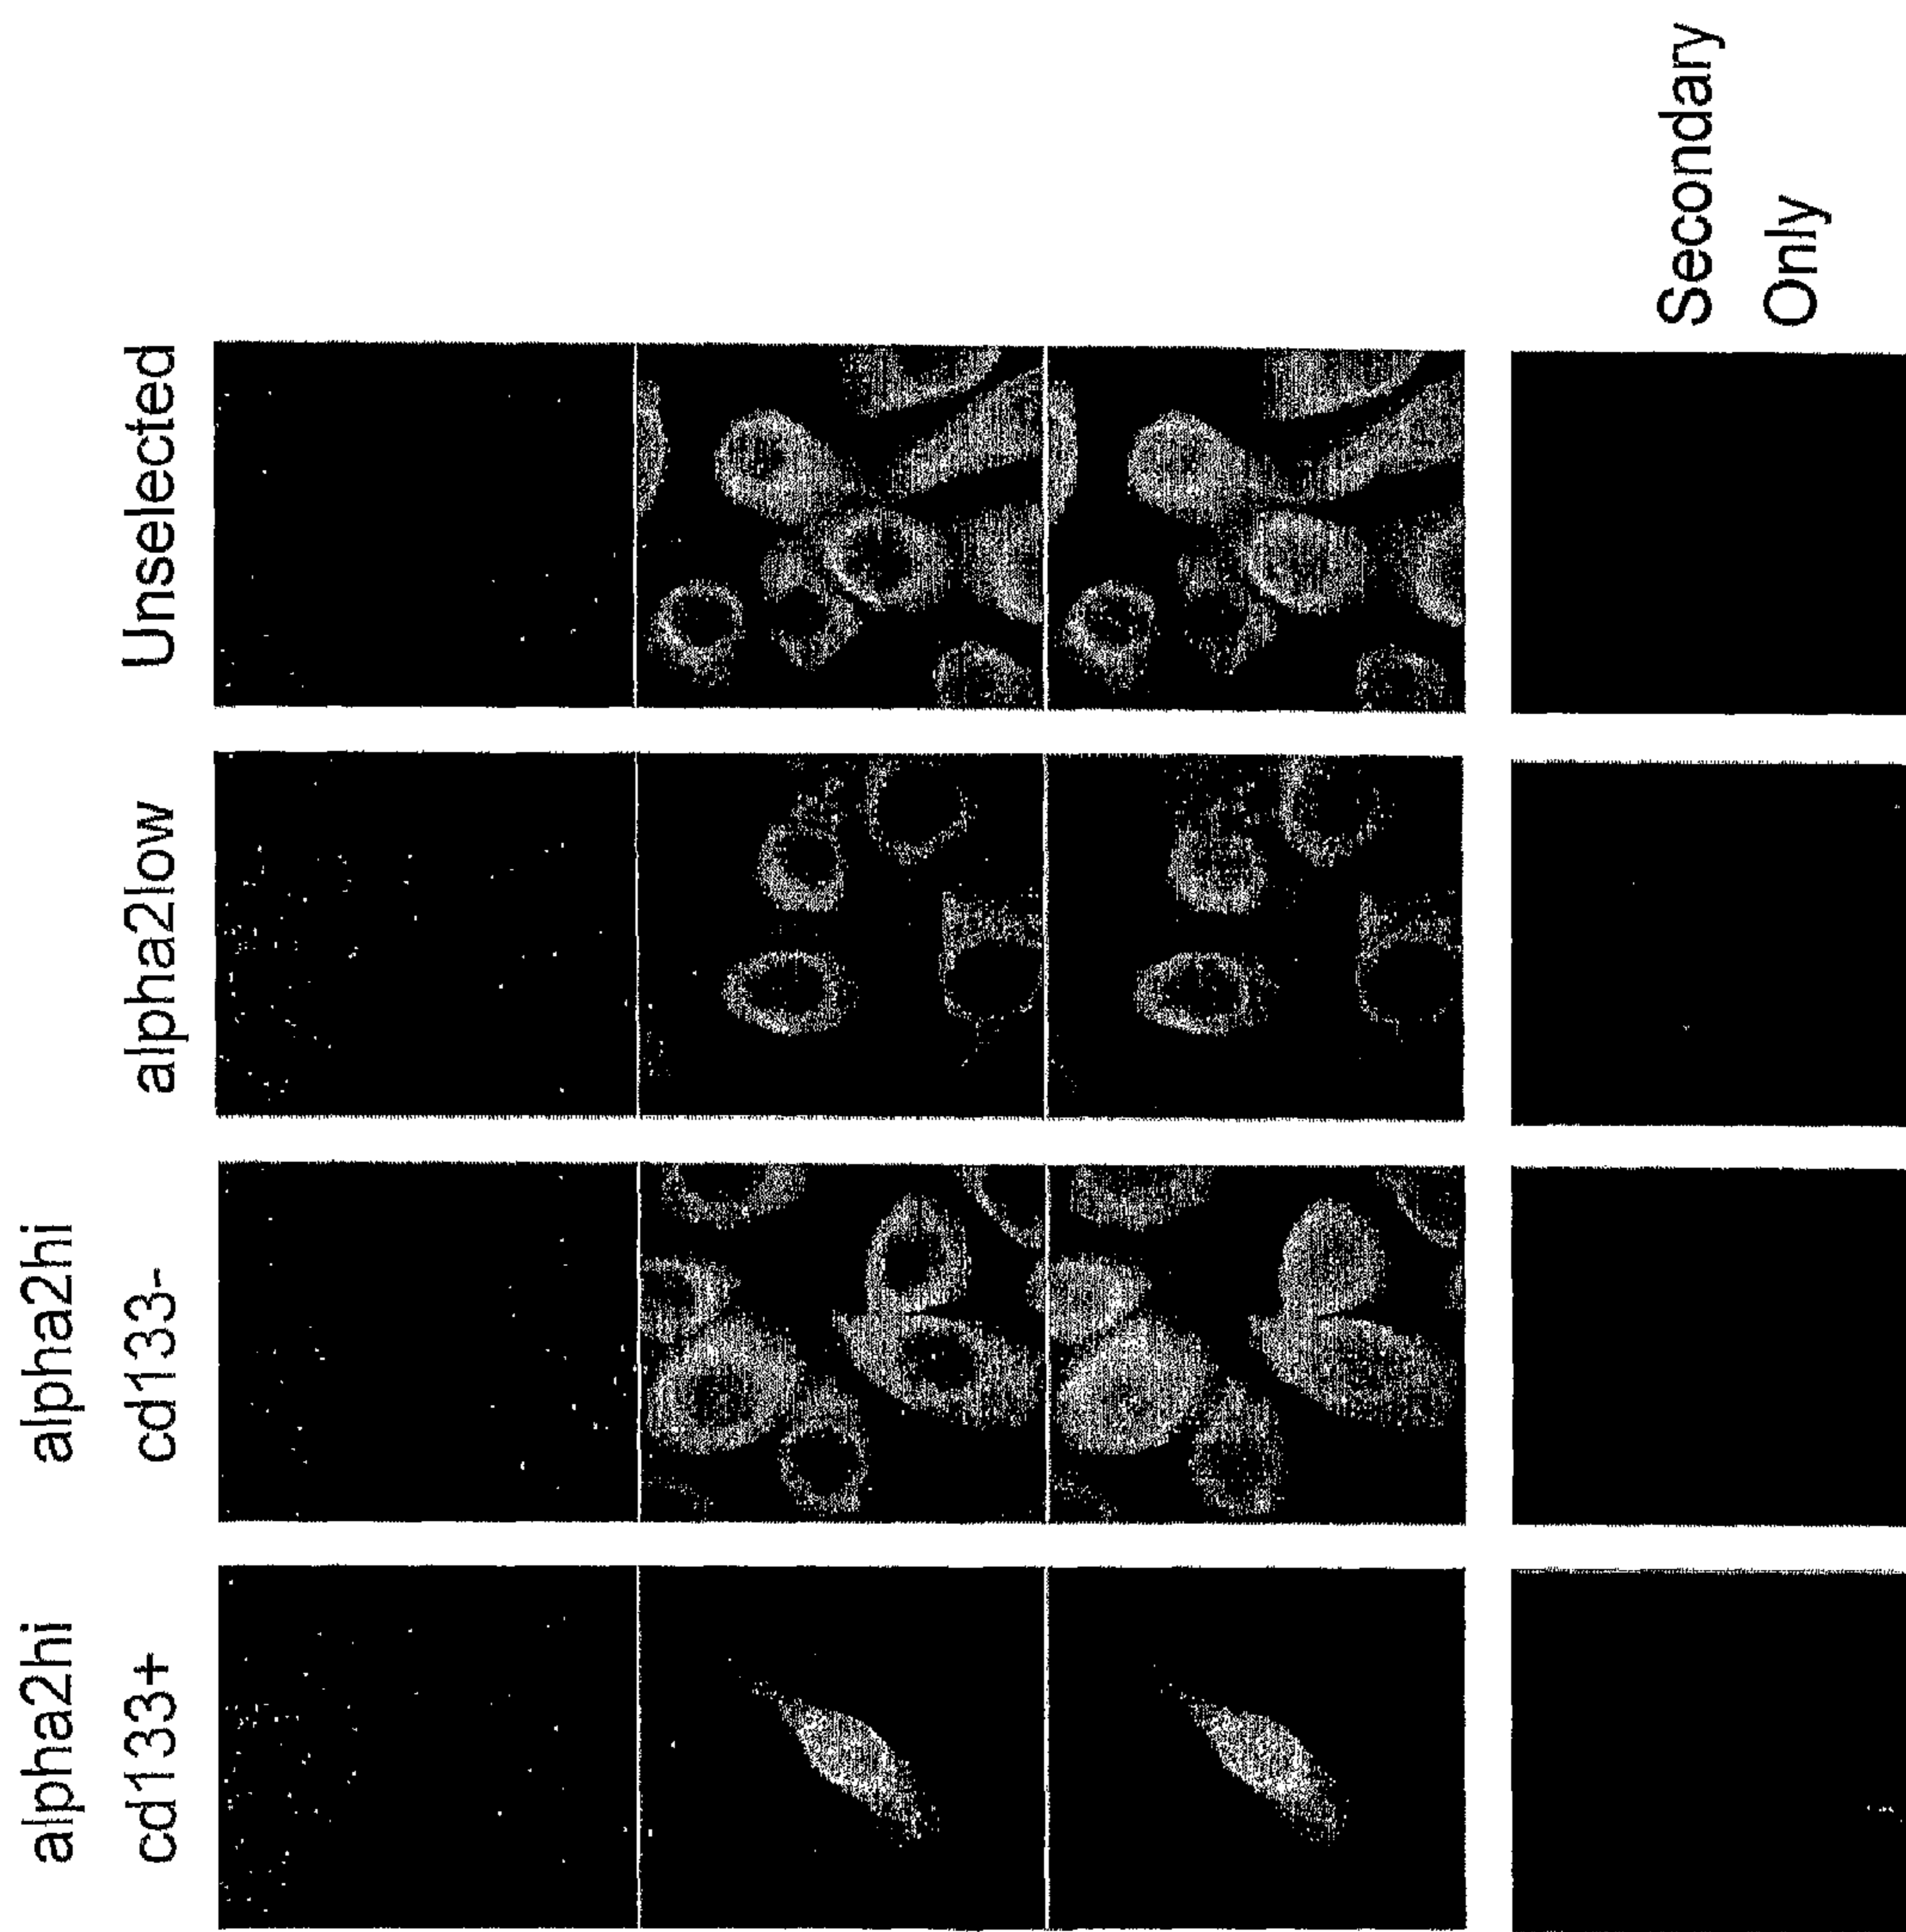 alpha2hi
cd133+
alpha2hi
cd133-
alpha2low
Unselected
Secondary
Only